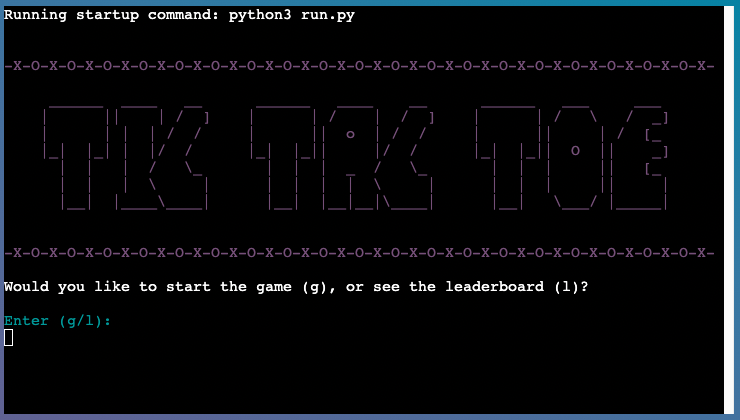 Running startup command: python3 run.py
-X-O-X-O-X-O-X-O-X-O-X-O-X-O-X-O-X-O-X-O-X-O-X-O-X-O-X-O-X-O-X-O-X-O-X-O-X-O-X-
TIK TAK TOE
-X-O-X-O-X-O-X-O-X-O-X-O-X-O-X-O-X-O-X-O-X-O-X-O-X-O-X-O-X-O-X-O-X-O-X-O-X-O-X-
Would you like to start the game (g), or see the leaderboard (l)?
Enter (g/l):